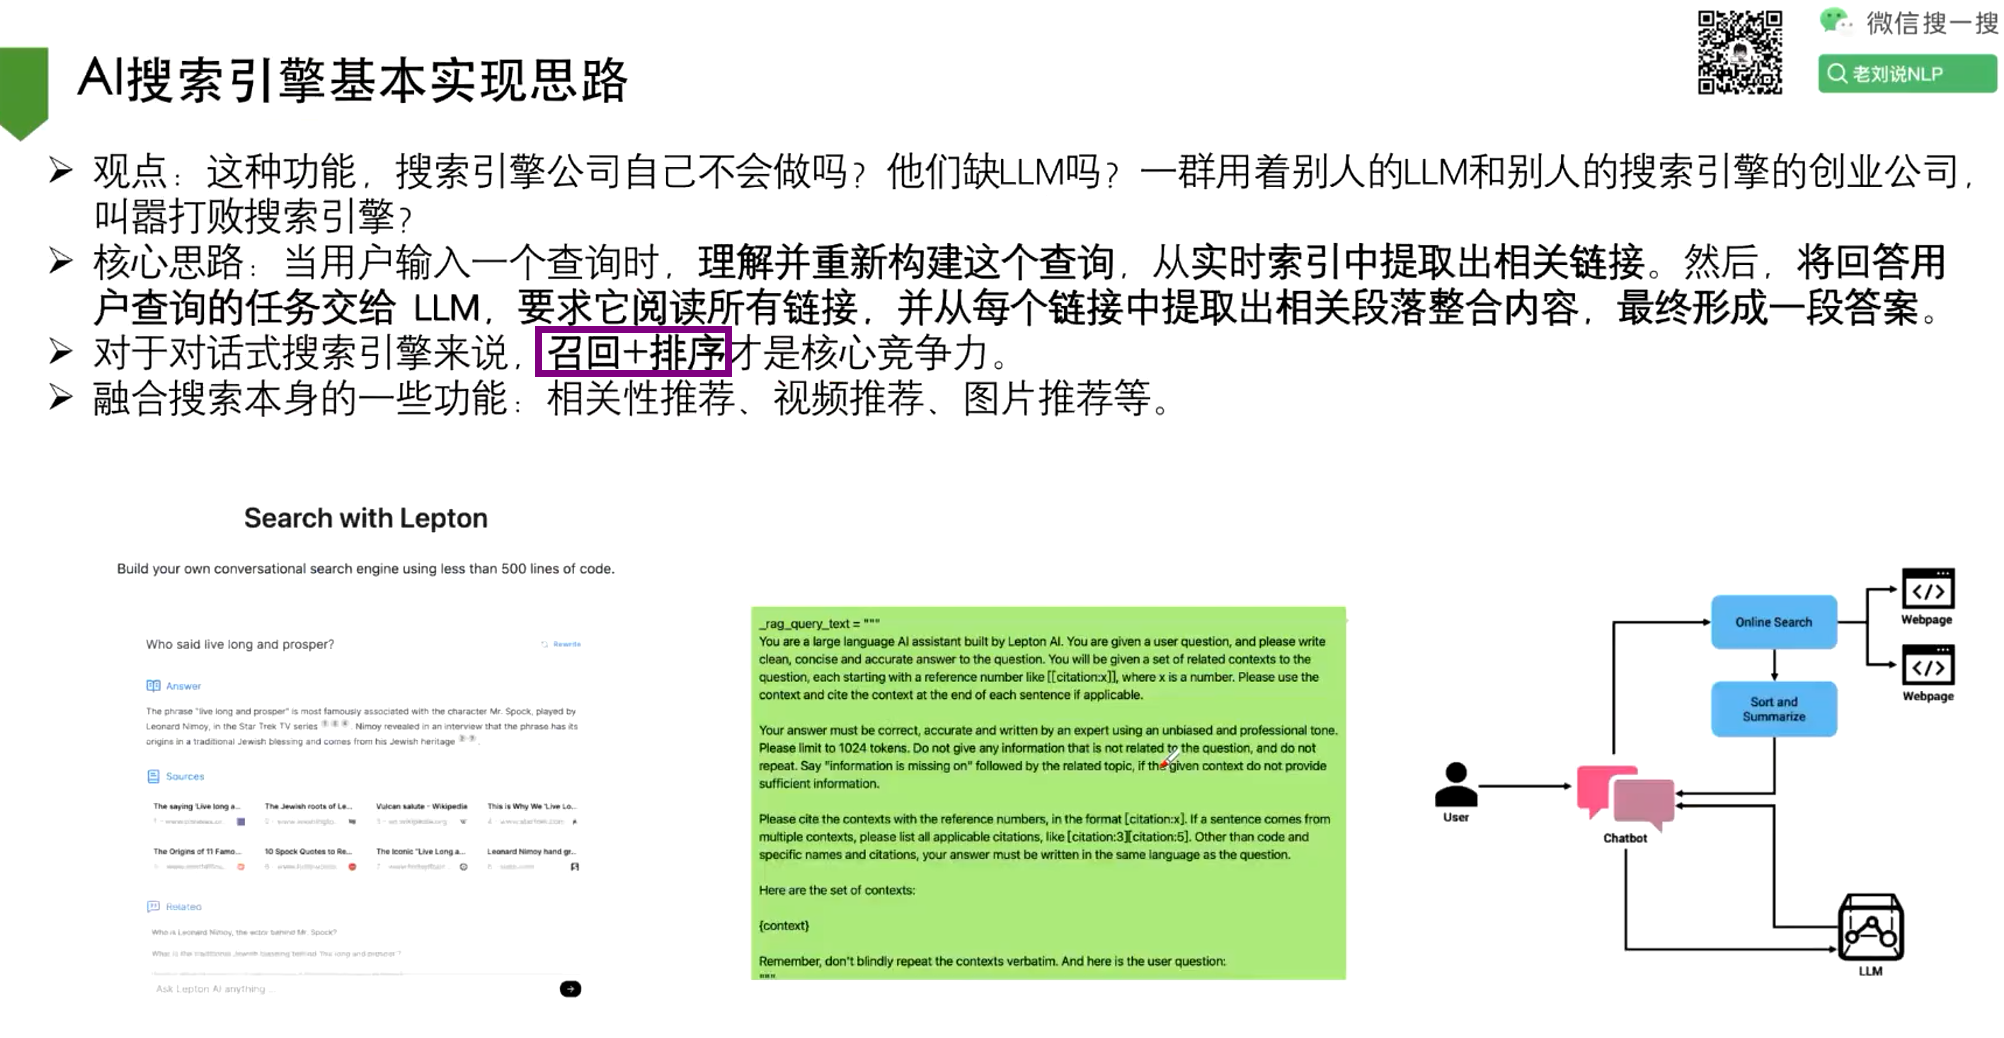 微信搜一搜
老刘说NLP
AI搜索引擎基本实现思路
➢ 观点：这种功能，搜索引擎公司自己不会做吗？他们缺LLM吗？一群用着别人的LLM和别人的搜索引擎的创业公司，
叫嚣打败搜索引擎？
➢ 核心思路：当用户输入一个查询时，理解并重新构建这个查询，从实时索引中提取出相关链接。然后，将回答用
户查询的任务交给 LLM，要求它阅读所有链接，并从每个链接中提取出相关段落整合内容，最终形成一段答案。
➢ 对于对话式搜索引擎来说，召回+排序才是核心竞争力。
➢ 融合搜索本身的一些功能：相关性推荐、视频推荐、图片推荐等。
Search with Lepton
Build your own conversational search engine using less than 500 lines of code.
Who said live long and prosper?
Rewrite
Answer
The phrase "live long and prosper" is most famously associated with the character Mr. Spock, played by
Leonard Nimoy, in the Star Trek TV series
. Nimoy revealed in an interview that the phrase has its
origins in a traditional Jewish blessing and comes from his Jewish heritage
Sources
The saying 'Live long a...
The Jewish roots of Le...
Vulcan salute - Wikipedia
This is Why We 'Live Lo...
The Origins of 11 Famo...
10 Spock Quotes to Re...
The Iconic "Live Long a...
Leonard Nimoy hand gr...
Related
Who is Leonard Nimoy, the actor behind Mr. Spock?
What is the traditional Jewish blessing behind 'live long and prosper'?
Ask Lepton AI anything ...
_rag_query_text = """
You are a large language AI assistant built by Lepton AI. You are given a user question, and please write
clean, concise and accurate answer to the question. You will be given a set of related contexts to the
question, each starting with a reference number like [[citation:x]], where x is a number. Please use the
context and cite the context at the end of each sentence if applicable.
Your answer must be correct, accurate and written by an expert using an unbiased and professional tone.
Please limit to 1024 tokens. Do not give any information that is not related to the question, and do not
repeat. Say "information is missing on" followed by the related topic, if the given context do not provide
sufficient information.
Please cite the contexts with the reference numbers, in the format [citation:x]. If a sentence comes from
multiple contexts, please list all applicable citations, like [citation:3][citation:5]. Other than code and
specific names and citations, your answer must be written in the same language as the question.
Here are the set of contexts:
{context}
Remember, don't blindly repeat the contexts verbatim. And here is the user question:
"""
Online Search
Webpage
Webpage
Sort and
Summarize
User
Chatbot
LLM